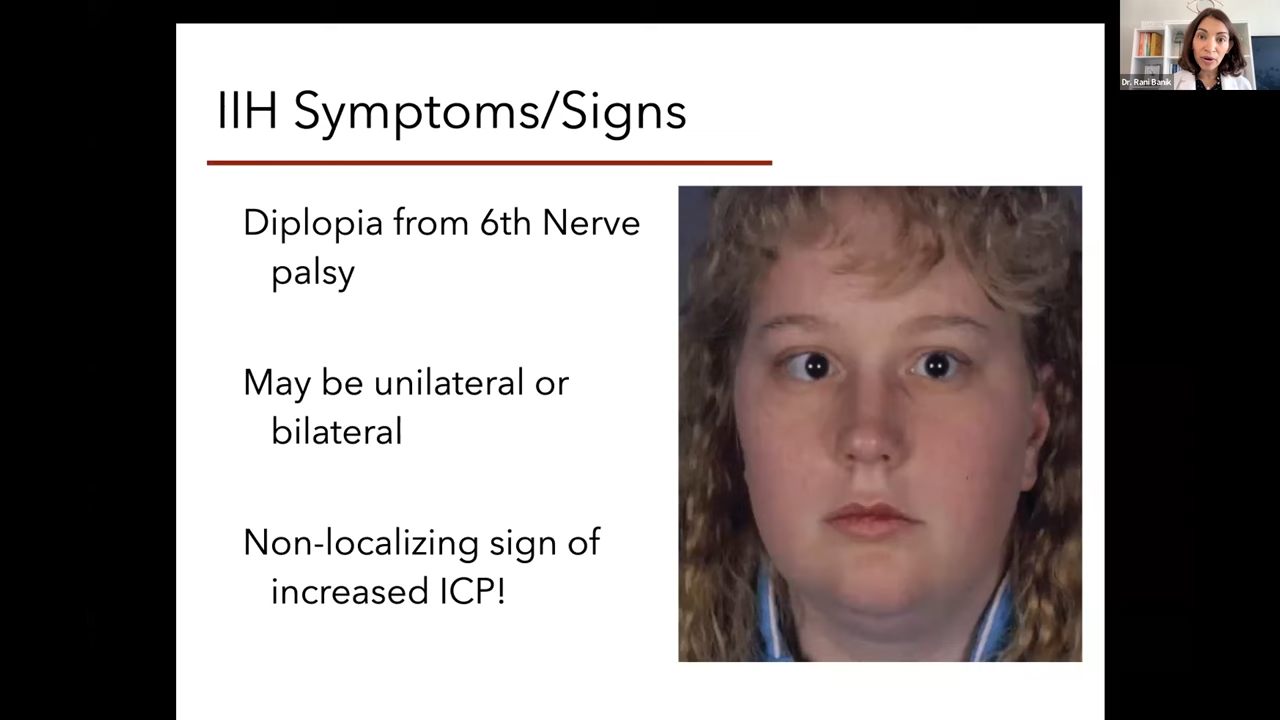 IIH Symptoms/Signs
Diplopia from 6th Nerve
palsy
May be unilateral or
bilateral
Non-localizing sign of
increased ICP!
Dr. Rani Banik